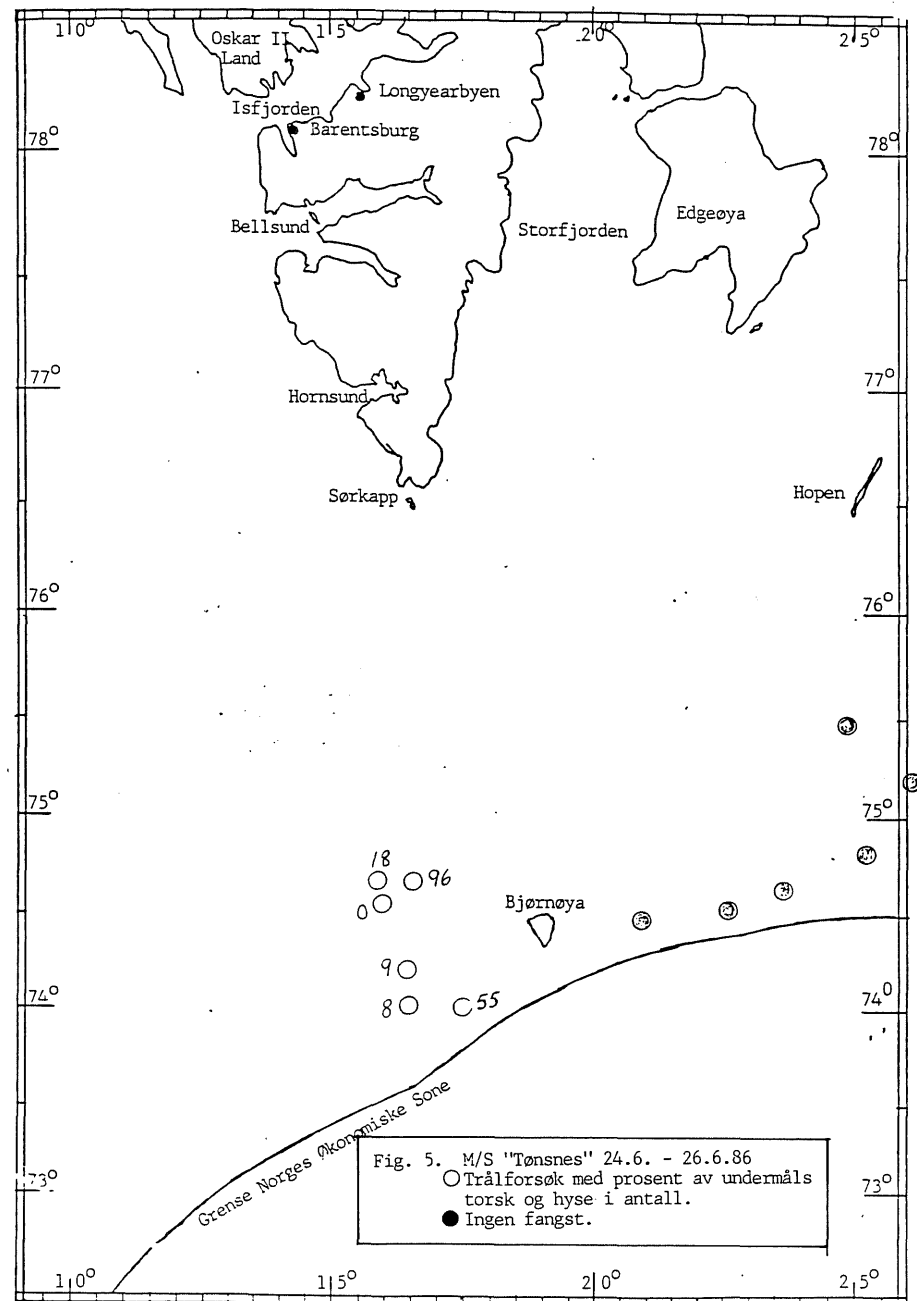 10° 15° 20° 25°
Oskar II
Land
Longyearbyen
Isfjorden
Barentsburg
78° 78°
Bellsund
Storfjorden
Edgeøya
77° 77°
Hornsund
Sørkapp
Hopen
76° 76°
75° 75°
18
96
0
Bjørnøya
9
74° 74°
8
55
Grense Norges Økonomiske Sone
73° 73°
Fig. 5. M/S "Tønsnes" 24.6. - 26.6.86
Trålforsøk med prosent av undermåls
torsk og hyse i antall.
Ingen fangst.
10° 15° 20° 25°